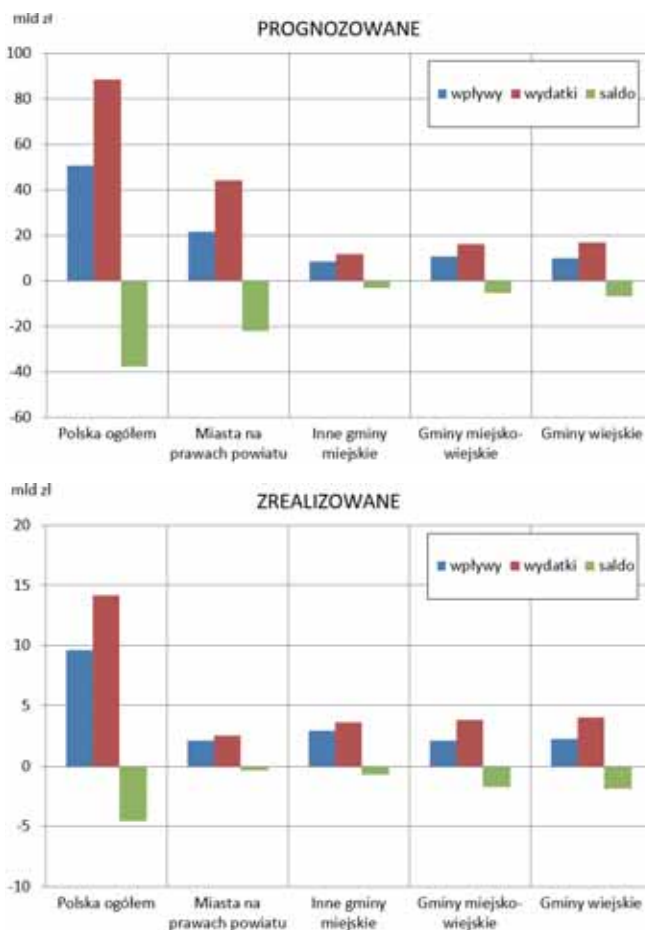 mld zł
PROGNOZOWANE
100
80
60
40
20
0
-20
-40
-60
wpływy wydatki saldo
Polska ogółem
Miasta na
prawach powiatu
Inne gminy
miejskie
Gminy miejsko-
wiejskie
Gminy wiejskie
mld zł
ZREALIZOWANE
20
15
10
5
0
-5
-10
wpływy wydatki saldo
Polska ogółem
Miasta na
prawach powiatu
Inne gminy
miejskie
Gminy miejsko-
wiejskie
Gminy wiejskie